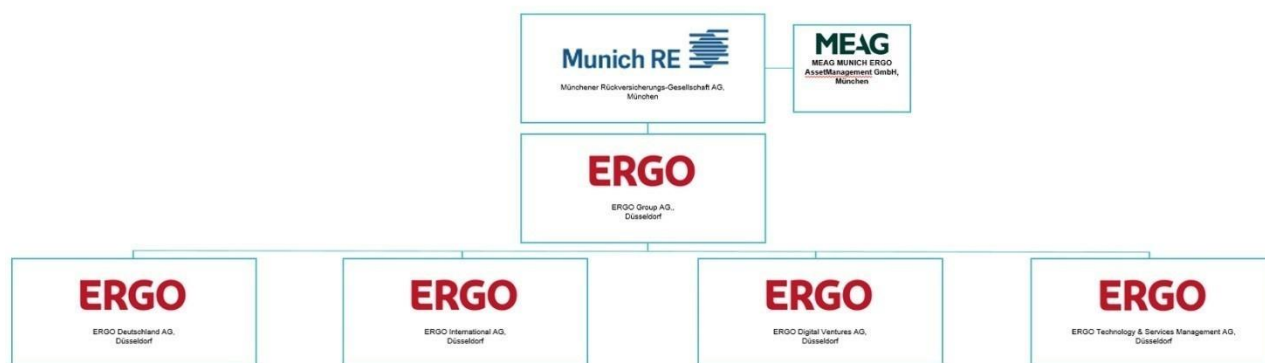 Munich RE
Münchener Rückversicherungs-Gesellschaft AG,
München
MEAG
MEAG MUNICH ERGO
AssetManagement GmbH,
München
ERGO
ERGO Group AG,,
Düsseldorf
ERGO
ERGO Deutschland AG,
Düsseldorf
ERGO
ERGO International AG,
Düsseldorf
ERGO
ERGO Digital Ventures AG,
Düsseldorf
ERGO
ERGO Technology & Services Management AG,
Düsseldorf